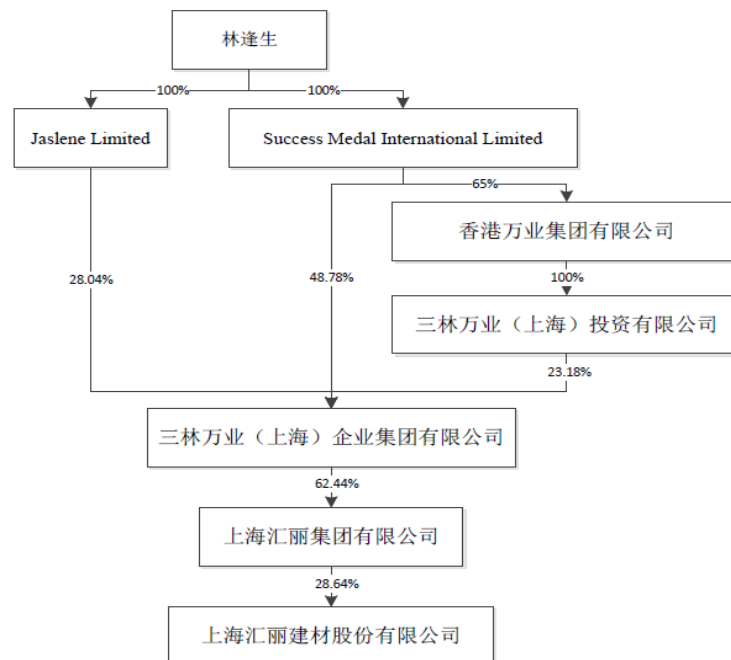 林逢生
100%
100%
Jaslene Limited
Success Medal International Limited
65%
香港万业集团有限公司
28.04%
48.78%
100%
三林万业（上海）投资有限公司
23.18%
三林万业（上海）企业集团有限公司
62.44%
上海汇丽集团有限公司
28.64%
上海汇丽建材股份有限公司